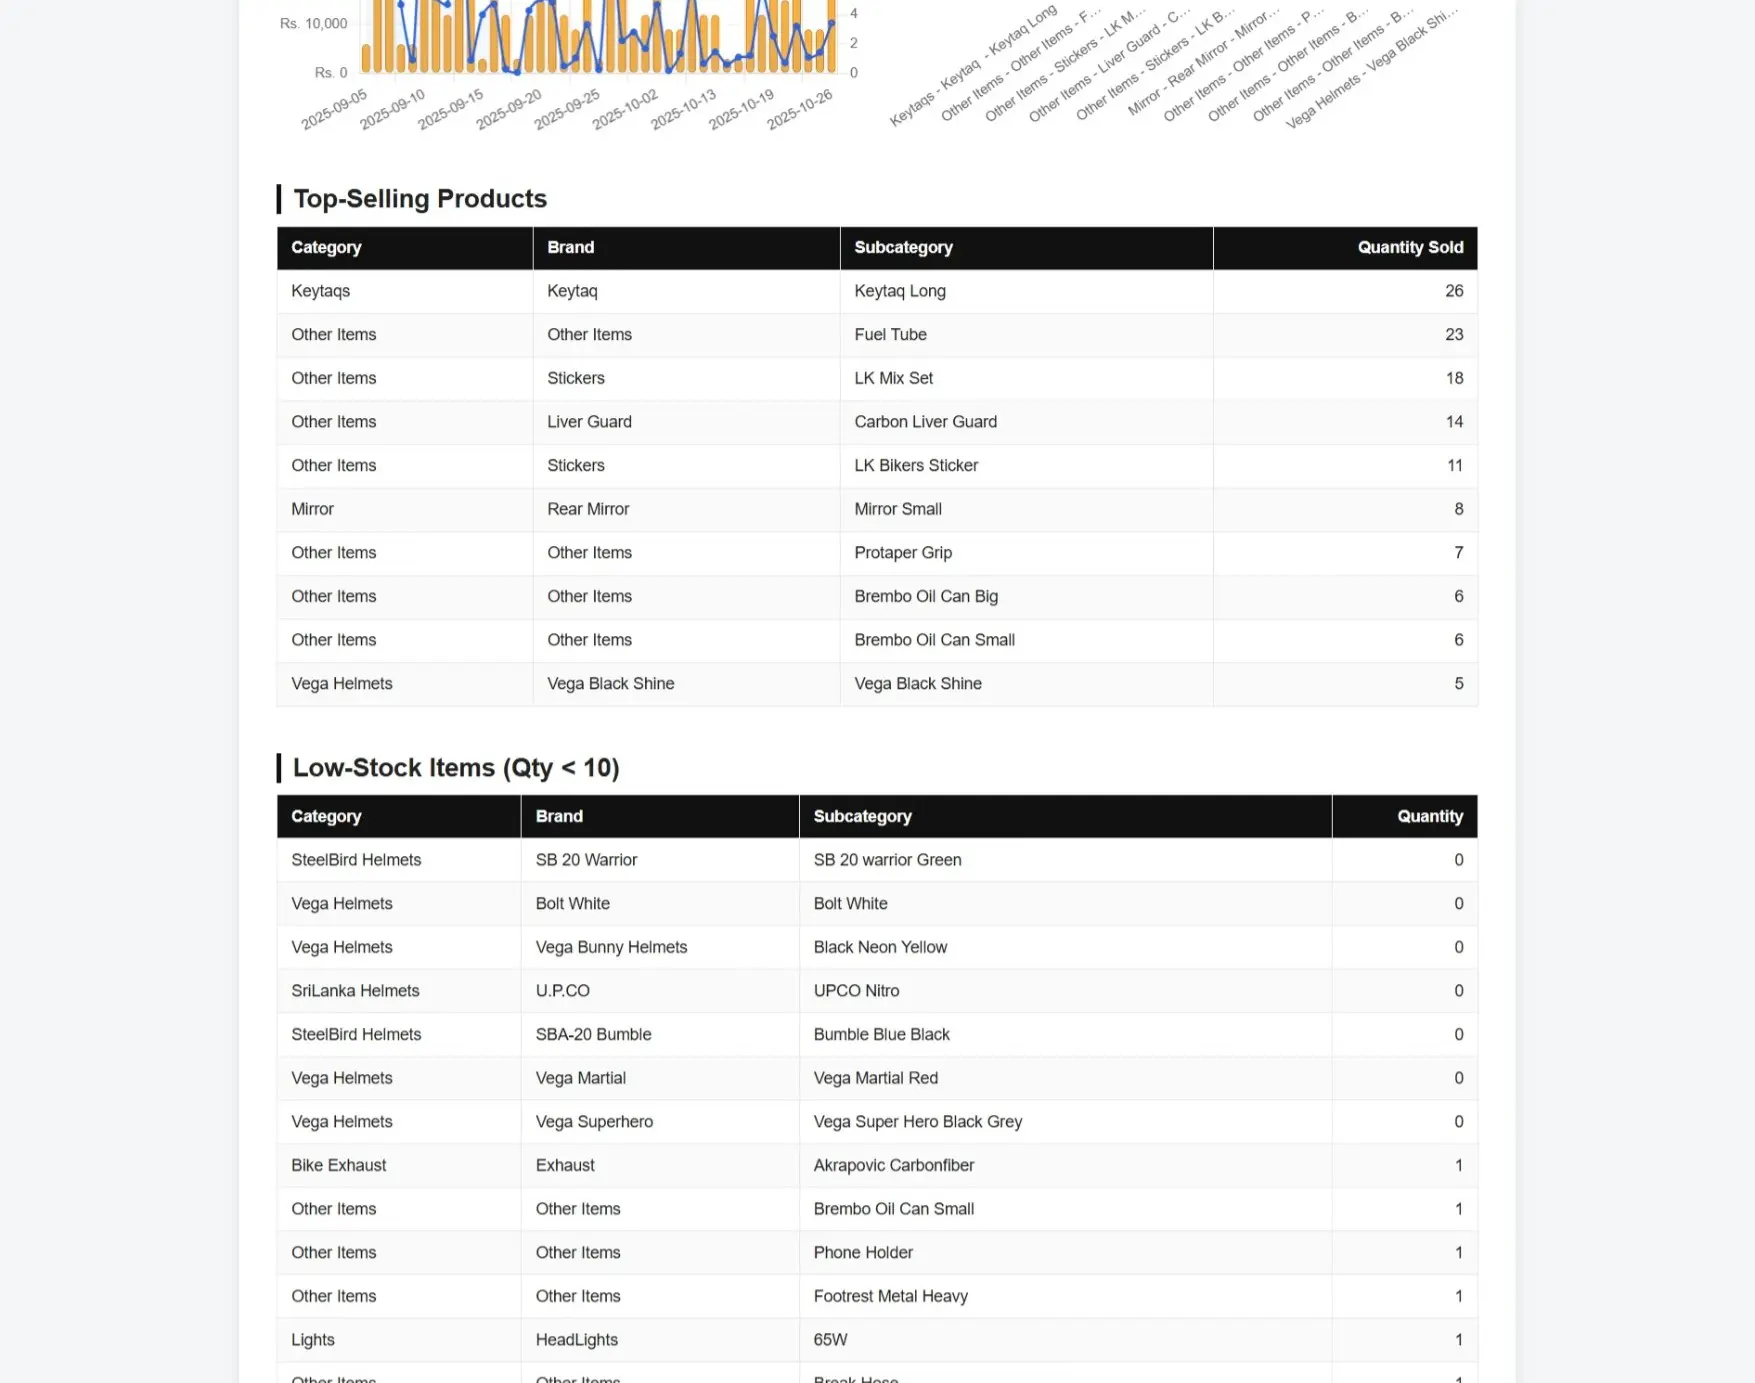 Rs. 10,000
Rs. 0
4
2
0
2025-09-05
2025-09-10
2025-09-15
2025-09-20
2025-09-25
2025-10-02
2025-10-13
2025-10-19
2025-10-26
Keytaqs - Keytaq - Keytaq Long
Other Items - Other Items - F…
Other Items - Stickers - LK M…
Other Items - Liver Guard - C…
Other Items - Stickers - LK B…
Mirror - Rear Mirror - Mirror…
Other Items - Other Items - P…
Other Items - Other Items - B…
Other Items - Other Items - B…
Vega Helmets - Vega Black Shi…
Top-Selling Products
Category Brand Subcategory Quantity Sold
Keytaqs Keytaq Keytaq Long 26
Other Items Other Items Fuel Tube 23
Other Items Stickers LK Mix Set 18
Other Items Liver Guard Carbon Liver Guard 14
Other Items Stickers LK Bikers Sticker 11
Mirror Rear Mirror Mirror Small 8
Other Items Other Items Protaper Grip 7
Other Items Other Items Brembo Oil Can Big 6
Other Items Other Items Brembo Oil Can Small 6
Vega Helmets Vega Black Shine Vega Black Shine 5
Low-Stock Items (Qty < 10)
Category Brand Subcategory Quantity
SteelBird Helmets SB 20 Warrior SB 20 warrior Green 0
Vega Helmets Bolt White Bolt White 0
Vega Helmets Vega Bunny Helmets Black Neon Yellow 0
SriLanka Helmets U.P.CO UPCO Nitro 0
SteelBird Helmets SBA-20 Bumble Bumble Blue Black 0
Vega Helmets Vega Martial Vega Martial Red 0
Vega Helmets Vega Superhero Vega Super Hero Black Grey 0
Bike Exhaust Exhaust Akrapovic Carbonfiber 1
Other Items Other Items Brembo Oil Can Small 1
Other Items Other Items Phone Holder 1
Other Items Other Items Footrest Metal Heavy 1
Lights HeadLights 65W 1
Other Items Other Items Break Hose 1